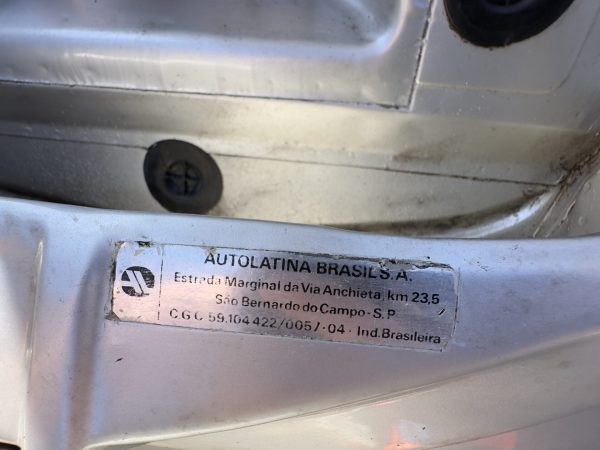 AUTOLATINA BRASIL S.A.
Estrada Marginal da Via Anchieta, km 23,5
São Bernardo do Campo - S.P
C.G.C. 59.104.422/0057-04 - Ind.Brasileira